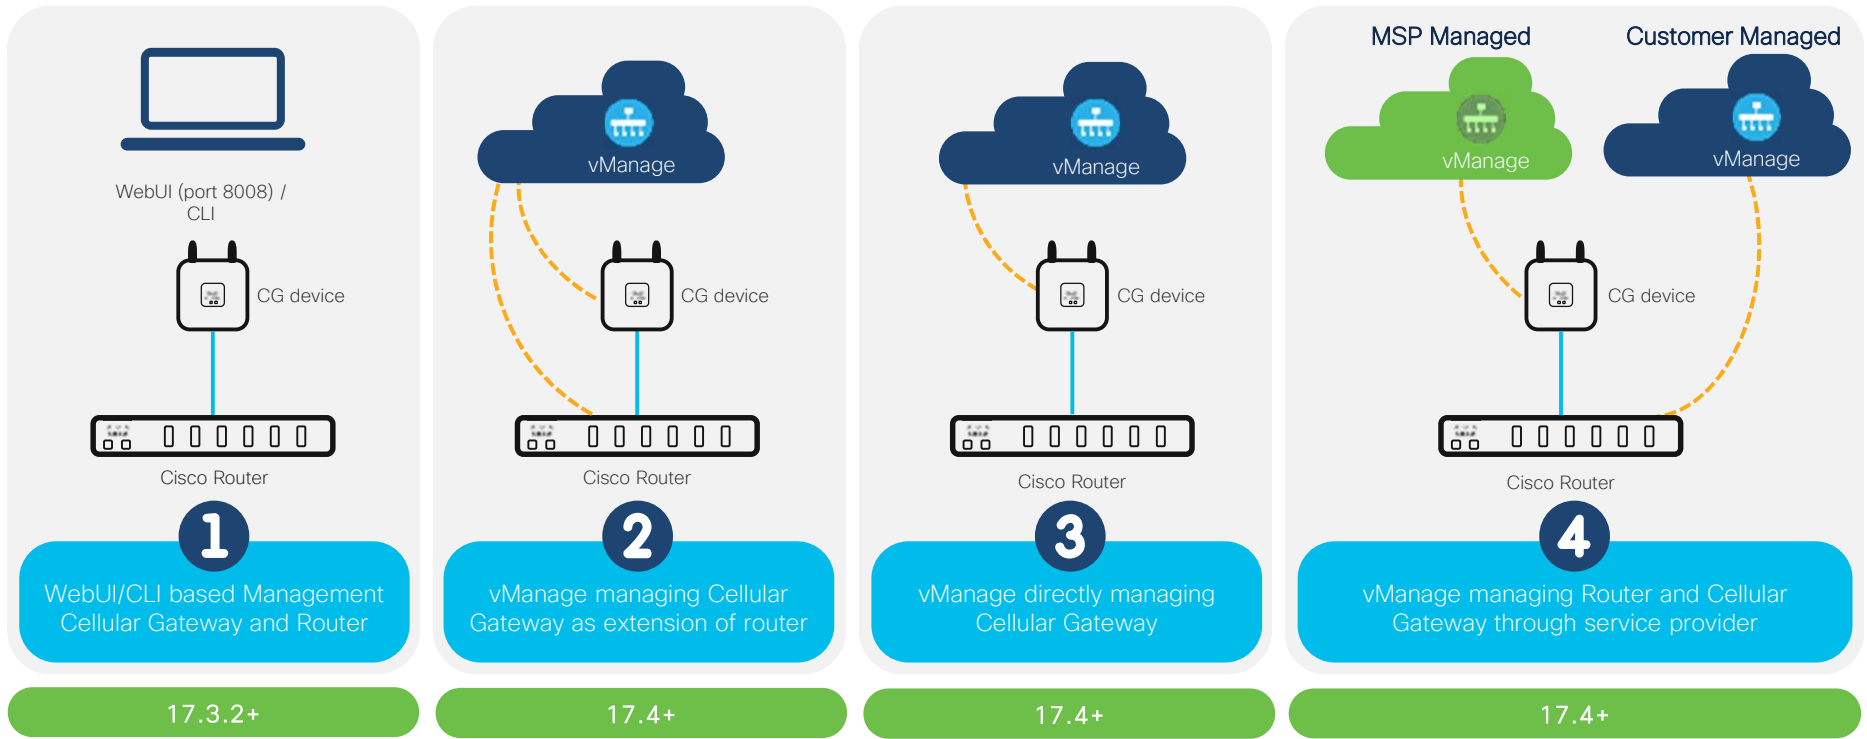 WebUI (port 8008) /
CLI
CG device
Cisco Router
1
WebUI/CLI based Management
Cellular Gateway and Router
17.3.2+
vManage
CG device
Cisco Router
2
vManage managing Cellular
Gateway as extension of router
17.4+
vManage
CG device
Cisco Router
3
vManage directly managing
Cellular Gateway
17.4+
MSP Managed
Customer Managed
vManage
vManage
CG device
Cisco Router
4
vManage managing Router and Cellular
Gateway through service provider
17.4+